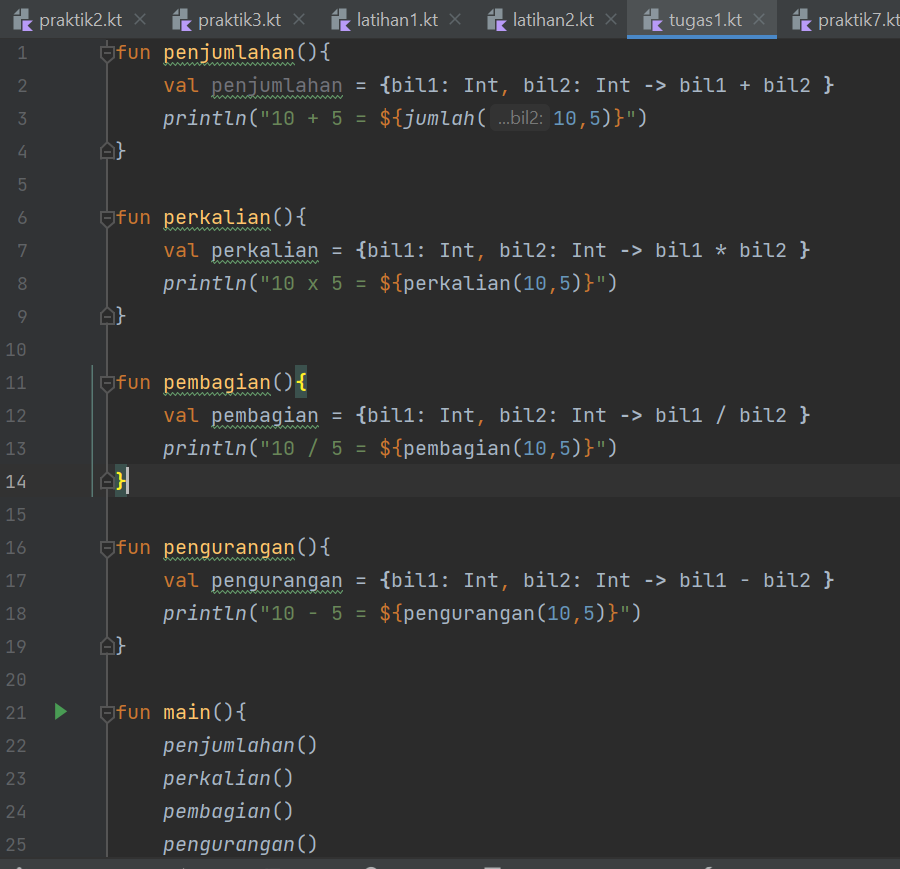 praktik2.kt praktik3.kt latihan1.kt latihan2.kt tugas1.kt praktik7.kt
1 fun penjumlahan(){
2 val penjumlahan = {bil1: Int, bil2: Int -> bil1 + bil2 }
3 println("10 + 5 = ${jumlah( ...bil2: 10,5)}")
4 }
5
6 fun perkalian(){
7 val perkalian = {bil1: Int, bil2: Int -> bil1 * bil2 }
8 println("10 x 5 = ${perkalian(10,5)}")
9 }
10
11 fun pembagian(){
12 val pembagian = {bil1: Int, bil2: Int -> bil1 / bil2 }
13 println("10 / 5 = ${pembagian(10,5)}")
14 }
15
16 fun pengurangan(){
17 val pengurangan = {bil1: Int, bil2: Int -> bil1 - bil2 }
18 println("10 - 5 = ${pengurangan(10,5)}")
19 }
20
21 fun main(){
22 penjumlahan()
23 perkalian()
24 pembagian()
25 pengurangan()